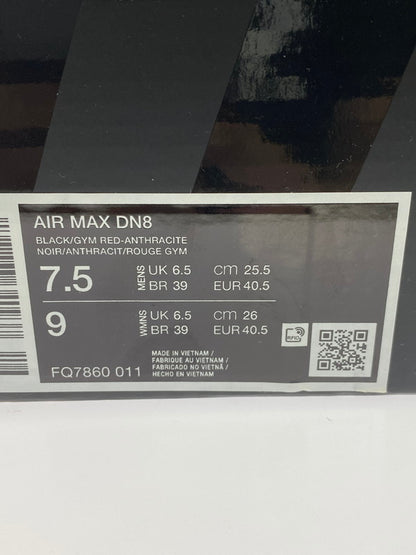 AIR MAX DN8
BLACK/GYM RED-ANTHRACITE
NOIR/ANTHRACIT/ROUGE GYM
7.5 MENS UK 6.5 cm 25.5
BR 39 EUR 40.5
9 WMNS UK 6.5 cm 26
BR 39 EUR 40.5
RFID
MADE IN VIETNAM /
FABRIQUE AU VIETNAM /
FABRICADO NO VIETNÃ /
HECHO EN VIETNAM
FQ7860 011